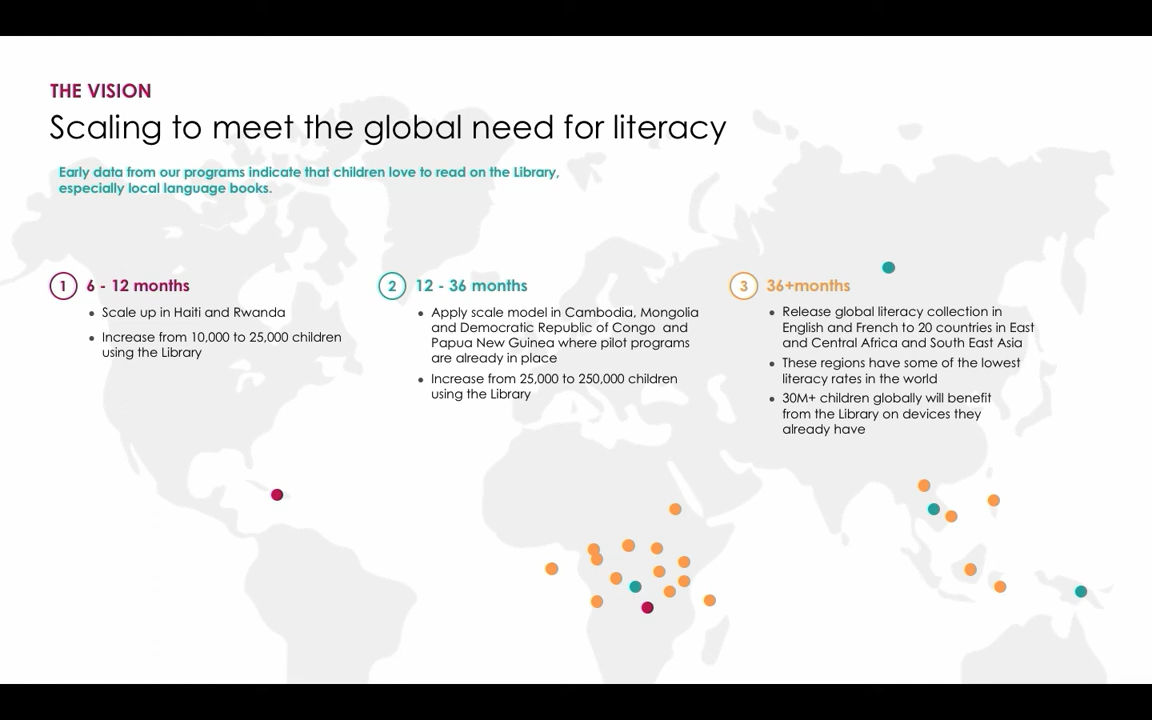 THE VISION
Scaling to meet the global need for literacy
Early data from our programs indicate that children love to read on the Library,
especially local language books.
1 6 - 12 months
• Scale up in Haiti and Rwanda
• Increase from 10,000 to 25,000 children
using the Library
2 12 - 36 months
• Apply scale model in Cambodia, Mongolia
and Democratic Republic of Congo and
Papua New Guinea where pilot programs
are already in place
• Increase from 25,000 to 250,000 children
using the Library
3 36+months
• Release global literacy collection in
English and French to 20 countries in East
and Central Africa and South East Asia
• These regions have some of the lowest
literacy rates in the world
• 30M+ children globally will benefit
from the Library on devices they
already have